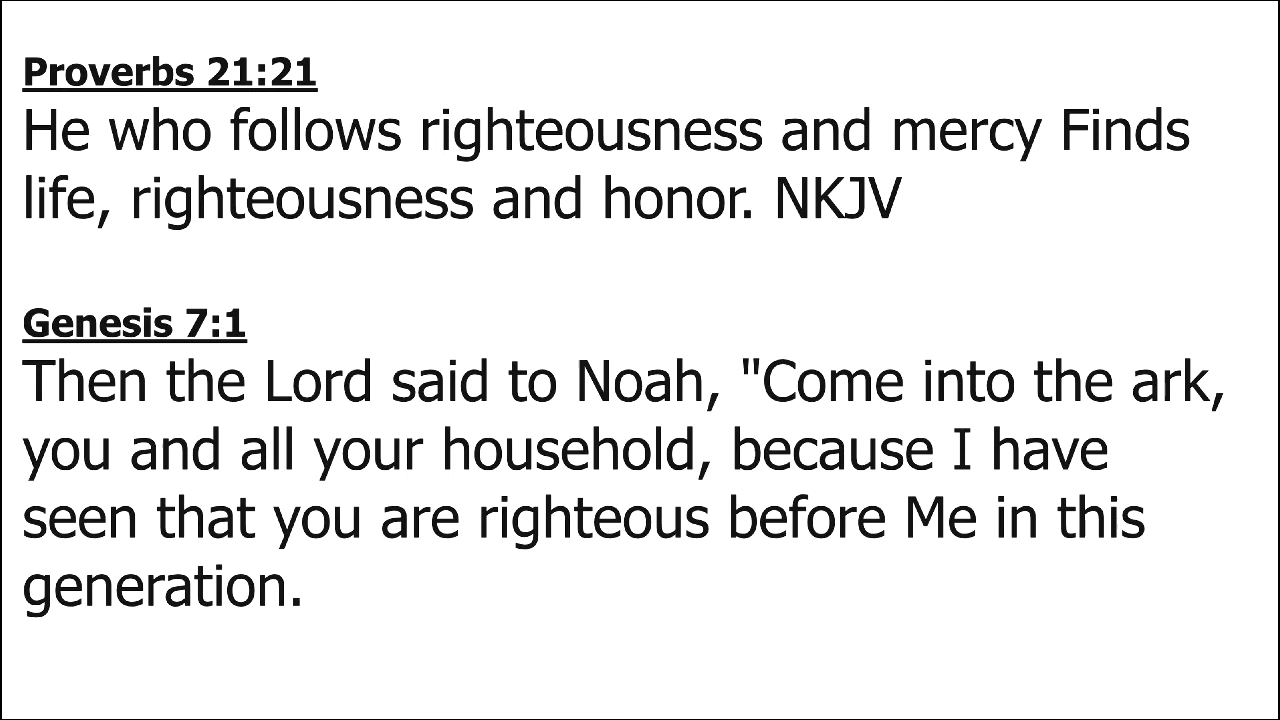 Proverbs 21:21
He who follows righteousness and mercy Finds
life, righteousness and honor. NKJV
Genesis 7:1
Then the Lord said to Noah, "Come into the ark,
you and all your household, because I have
seen that you are righteous before Me in this
generation.